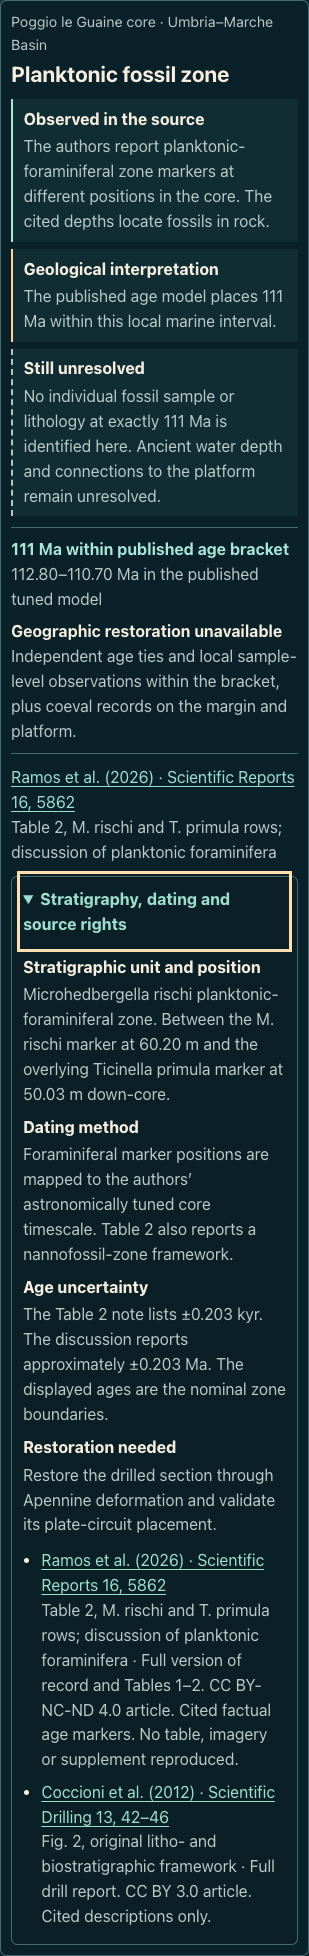 Poggio le Guaine core · Umbria–Marche
Basin
Planktonic fossil zone
Observed in the source
The authors report planktonic-
foraminiferal zone markers at
different positions in the core. The
cited depths locate fossils in rock.
Geological interpretation
The published age model places 111
Ma within this local marine interval.
Still unresolved
No individual fossil sample or
lithology at exactly 111 Ma is
identified here. Ancient water depth
and connections to the platform
remain unresolved.
111 Ma within published age bracket
112.80–110.70 Ma in the published
tuned model
Geographic restoration unavailable
Independent age ties and local sample-
level observations within the bracket,
plus coeval records on the margin and
platform.
Ramos et al. (2026) · Scientific Reports
16, 5862
Table 2, M. rischi and T. primula rows;
discussion of planktonic foraminifera
▼ Stratigraphy, dating and
source rights
Stratigraphic unit and position
Microhedbergella rischi planktonic-
foraminiferal zone. Between the M.
rischi marker at 60.20 m and the
overlying Ticinella primula marker at
50.03 m down-core.
Dating method
Foraminiferal marker positions are
mapped to the authors’
astronomically tuned core
timescale. Table 2 also reports a
nannofossil-zone framework.
Age uncertainty
The Table 2 note lists ±0.203 kyr.
The discussion reports
approximately ±0.203 Ma. The
displayed ages are the nominal zone
boundaries.
Restoration needed
Restore the drilled section through
Apennine deformation and validate
its plate-circuit placement.
• Ramos et al. (2026) · Scientific
Reports 16, 5862
Table 2, M. rischi and T. primula
rows; discussion of planktonic
foraminifera · Full version of
record and Tables 1–2. CC BY-
NC-ND 4.0 article. Cited factual
age markers. No table, imagery
or supplement reproduced.
• Coccioni et al. (2012) · Scientific
Drilling 13, 42–46
Fig. 2, original litho- and
biostratigraphic framework · Full
drill report. CC BY 3.0 article.
Cited descriptions only.